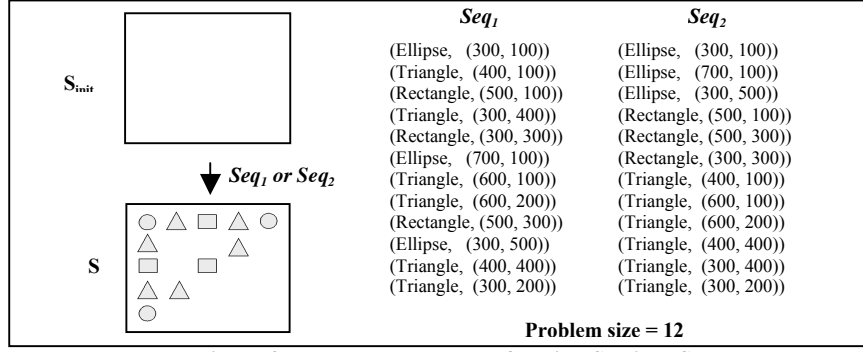 Seq1 Seq2
(Ellipse, (300, 100)) (Ellipse, (300, 100))
(Triangle, (400, 100)) (Ellipse, (700, 100))
(Rectangle, (500, 100)) (Ellipse, (300, 500))
Sinit
(Triangle, (300, 400)) (Rectangle, (500, 100))
(Rectangle, (300, 300)) (Rectangle, (500, 300))
(Ellipse, (700, 100)) (Rectangle, (300, 300))
Seq1 or Seq2
(Triangle, (600, 100)) (Triangle, (400, 100))
(Triangle, (600, 200)) (Triangle, (600, 100))
(Rectangle, (500, 300)) (Triangle, (600, 200))
(Ellipse, (300, 500)) (Triangle, (400, 400))
S
(Triangle, (400, 400)) (Triangle, (300, 400))
(Triangle, (300, 200)) (Triangle, (300, 200))
Problem size = 12